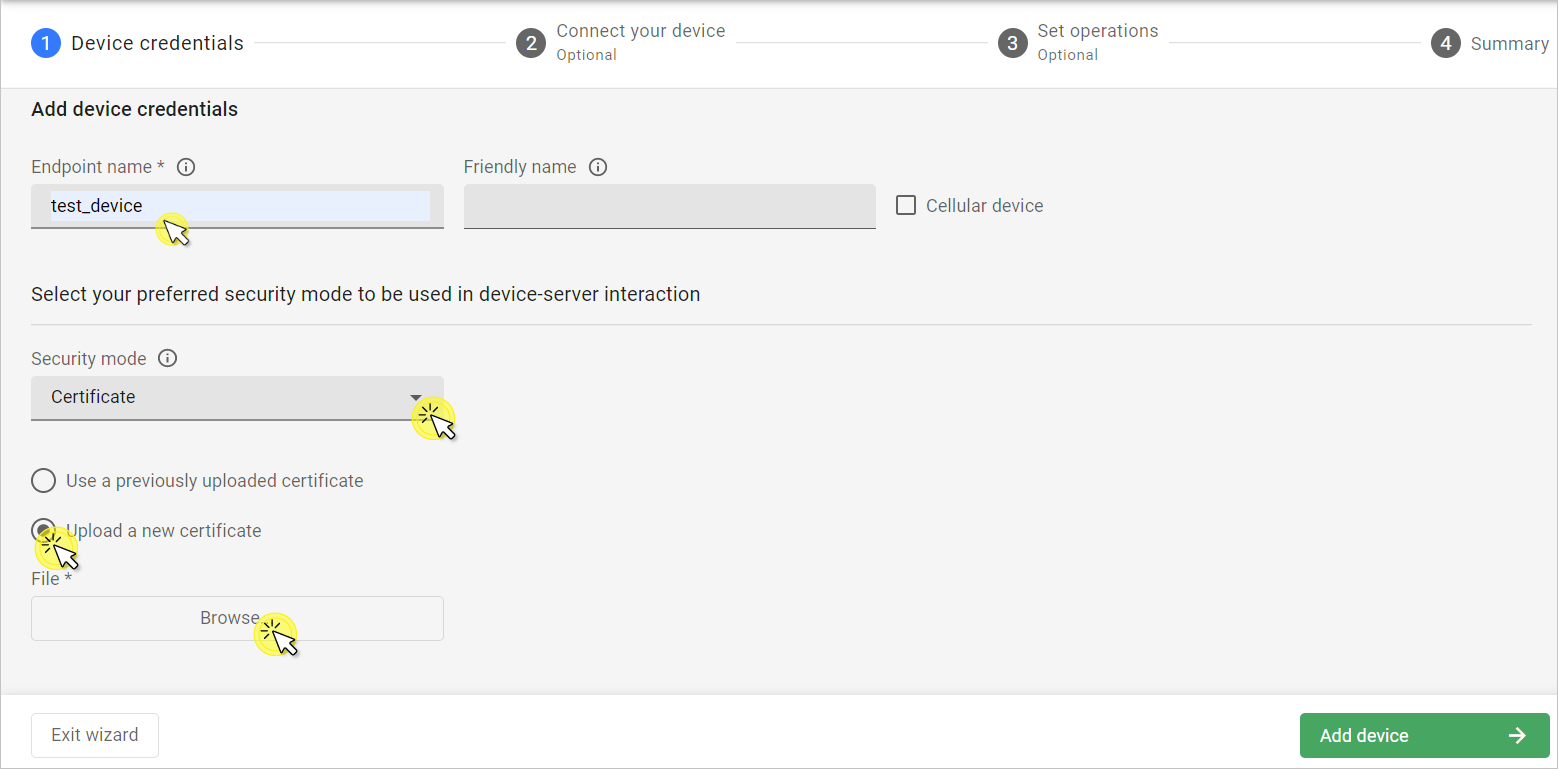 1 Device credentials
2 Connect your device
Optional
3 Set operations
Optional
4 Summary
Add device credentials
Endpoint name * Friendly name
test_device
Cellular device
Select your preferred security mode to be used in device-server interaction
Security mode
Certificate
Use a previously uploaded certificate
Upload a new certificate
File *
Browse
Exit wizard
Add device